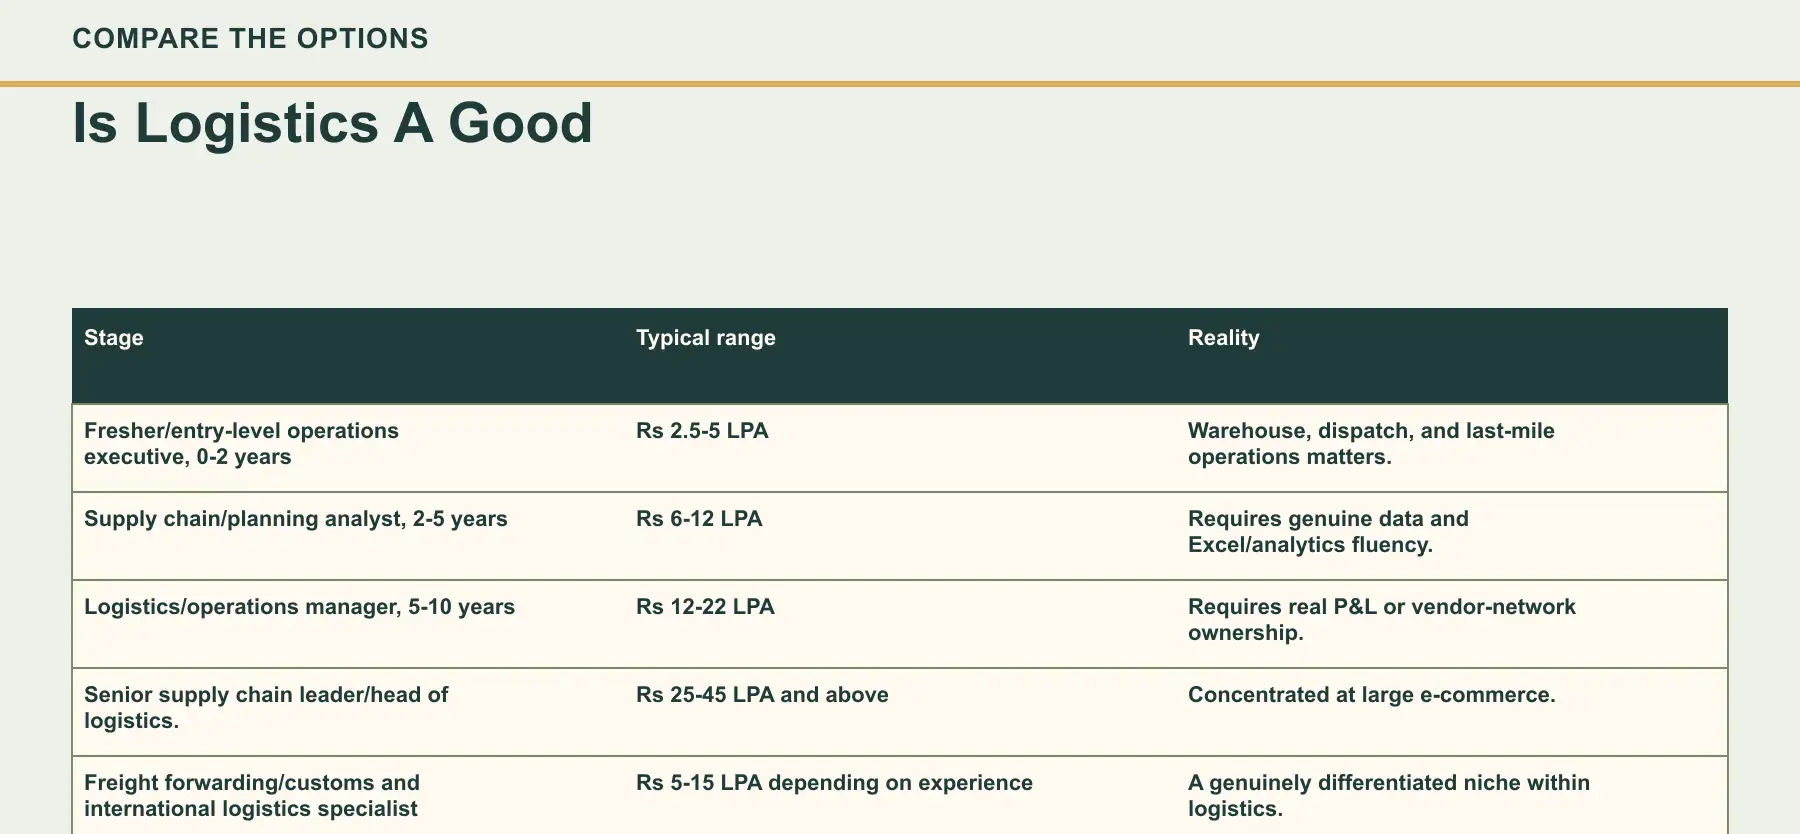 COMPARE THE OPTIONS
Is Logistics A Good
Stage
Typical range
Reality
Fresher/entry-level operations
executive, 0-2 years
Rs 2.5-5 LPA
Warehouse, dispatch, and last-mile
operations matters.
Supply chain/planning analyst, 2-5 years
Rs 6-12 LPA
Requires genuine data and
Excel/analytics fluency.
Logistics/operations manager, 5-10 years
Rs 12-22 LPA
Requires real P&L or vendor-network
ownership.
Senior supply chain leader/head of
logistics.
Rs 25-45 LPA and above
Concentrated at large e-commerce.
Freight forwarding/customs and
international logistics specialist
Rs 5-15 LPA depending on experience
A genuinely differentiated niche within
logistics.